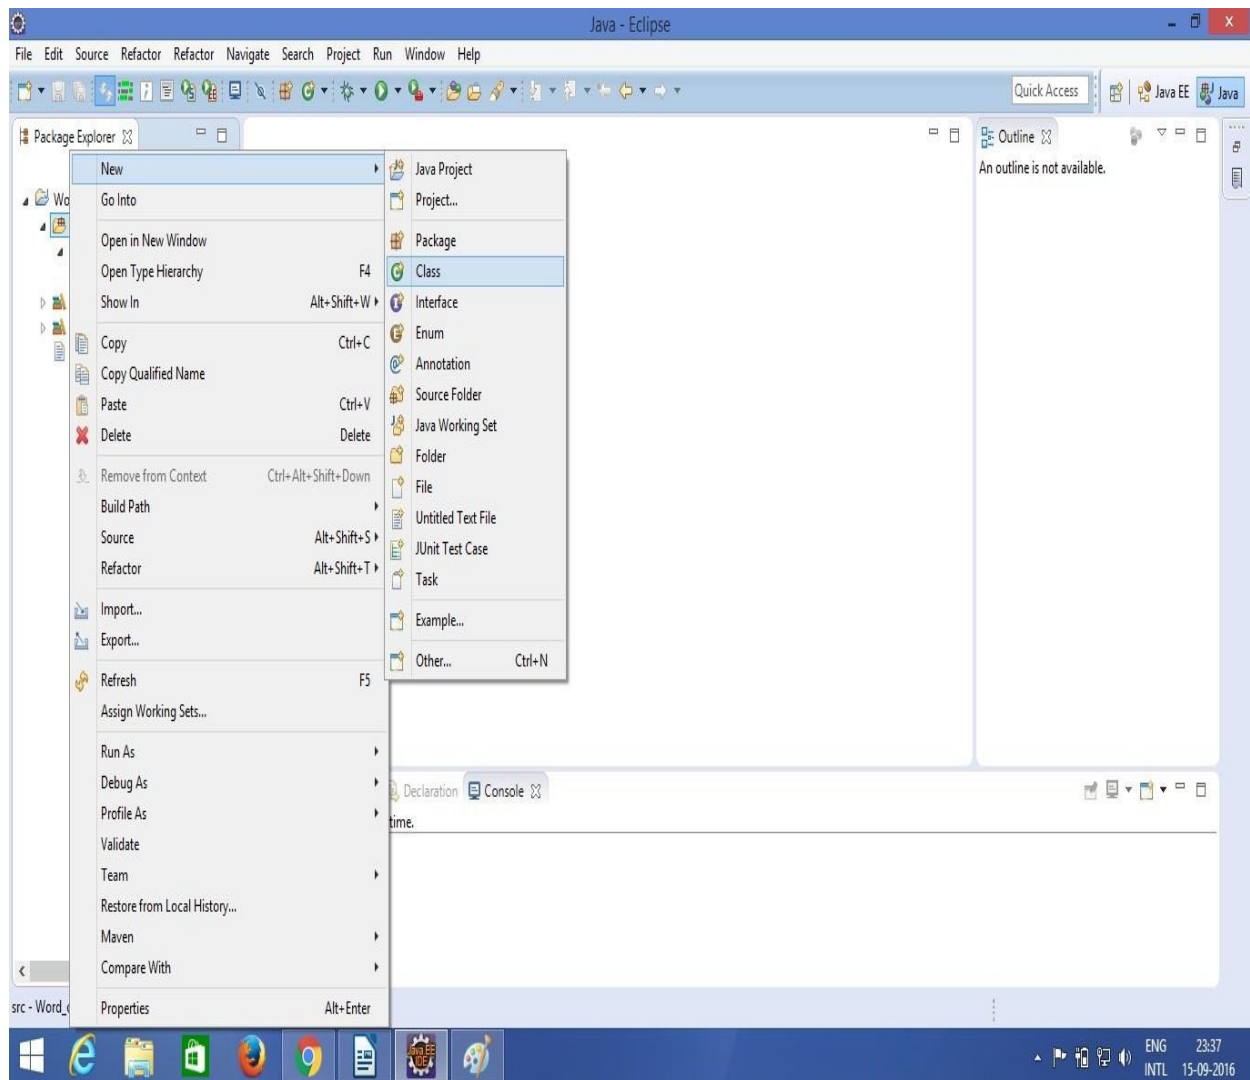 Java - Eclipse
File Edit Source Refactor Refactor Navigate Search Project Run Window Help
Quick Access Java EE Java
Package Explorer
Outline
An outline is not available.
Wo
New
Go Into
Open in New Window
Open Type Hierarchy F4
Show In Alt+Shift+W
Copy Ctrl+C
Copy Qualified Name
Paste Ctrl+V
Delete Delete
Remove from Context Ctrl+Alt+Shift+Down
Build Path
Source Alt+Shift+S
Refactor Alt+Shift+T
Import...
Export...
Refresh F5
Assign Working Sets...
Run As
Debug As
Profile As
Validate
Team
Restore from Local History...
Maven
Compare With
Properties Alt+Enter
Java Project
Project...
Package
Class
Interface
Enum
Annotation
Source Folder
Java Working Set
Folder
File
Untitled Text File
JUnit Test Case
Task
Example...
Other... Ctrl+N
Declaration Console
time.
src - Word_
Java EE
IDE
ENG 23:37
INTL 15-09-2016